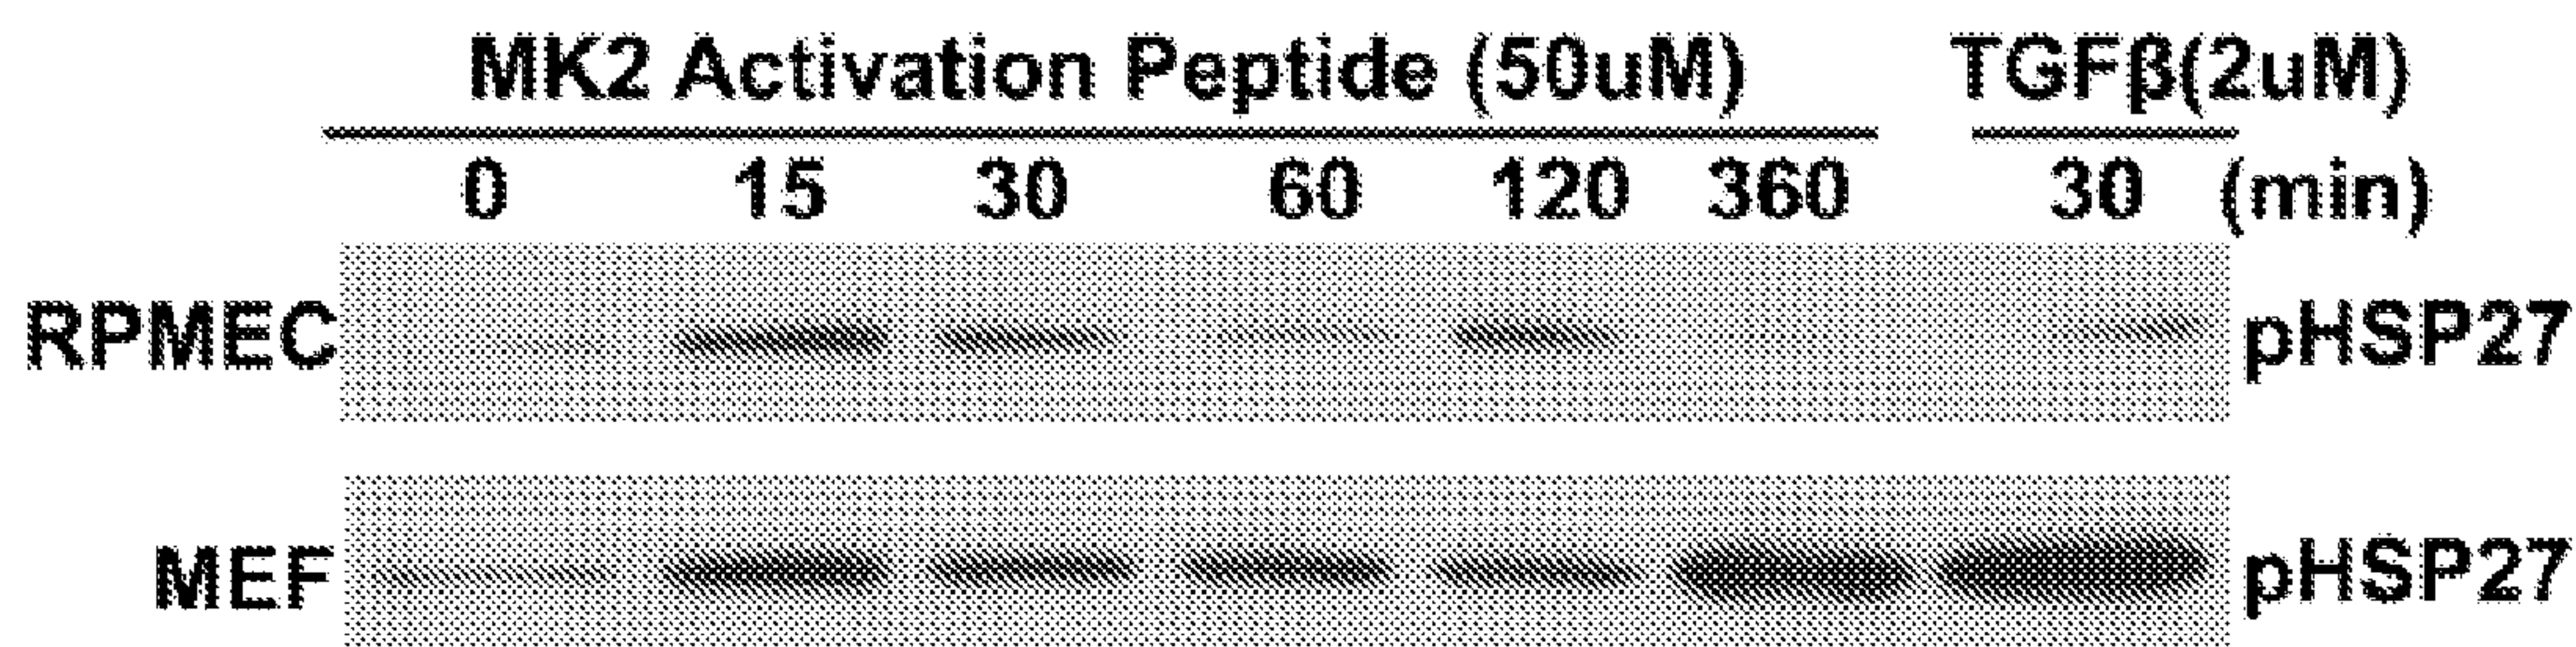 MK2 Activation Peptide (50uM) TGFβ(2uM)
0 15 30 60 120 360 30 (min)
RPMEC pHSP27
MEF pHSP27